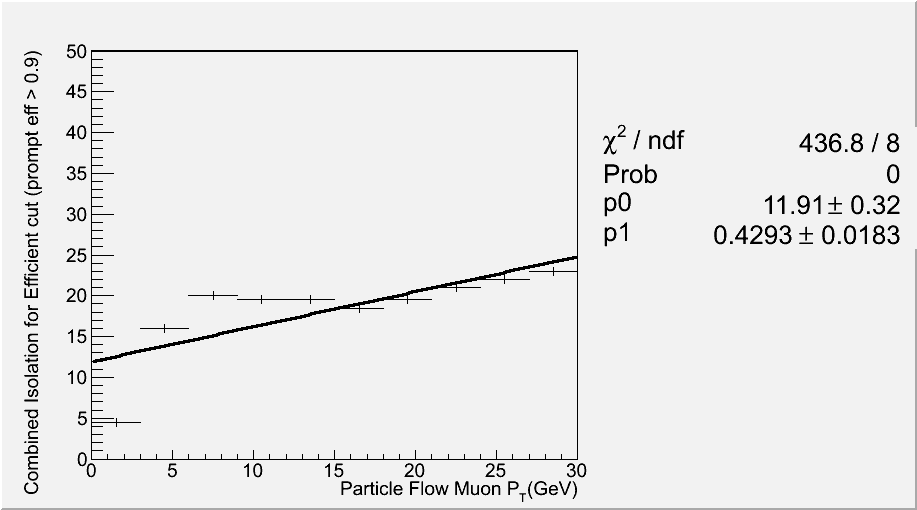 Combined Isolation for Efficient cut (prompt eff > 0.9)
50
45
40
35
30
25
20
15
10
5
0
0 5 10 15 20 25 30
Particle Flow Muon P_T(GeV)
χ² / ndf 436.8 / 8
Prob 0
p0 11.91 ± 0.32
p1 0.4293 ± 0.0183